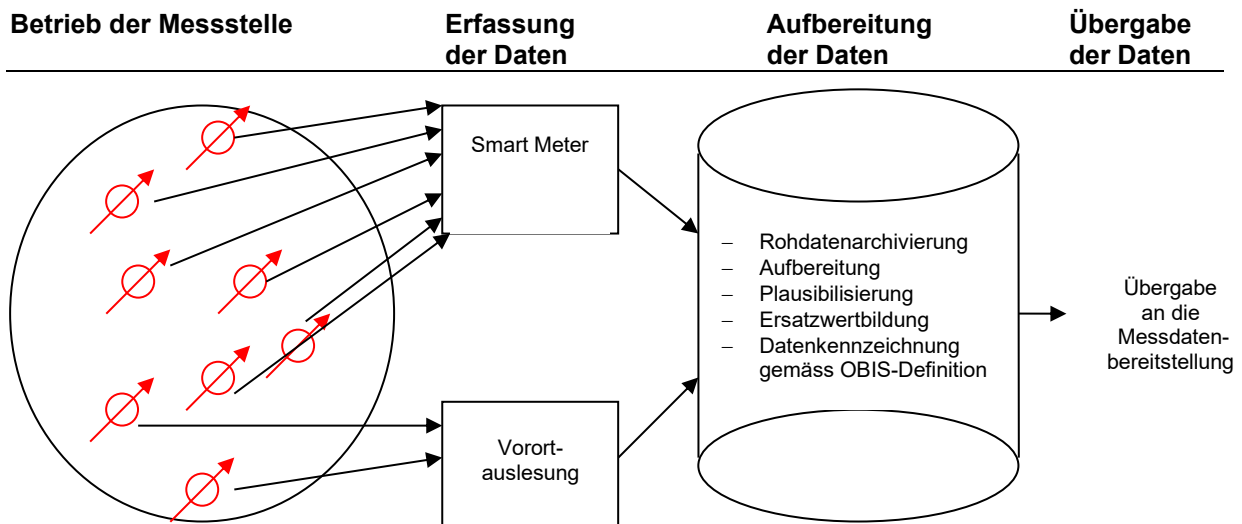 Betrieb der Messstelle
Erfassung
der Daten
Aufbereitung
der Daten
Übergabe
der Daten
Smart Meter
– Rohdatenarchivierung
– Aufbereitung
– Plausibilisierung
– Ersatzwertbildung
– Datenkennzeichnung
gemäss OBIS-Definition
Übergabe
an die
Messdaten-
bereitstellung
Vorort-
auslesung